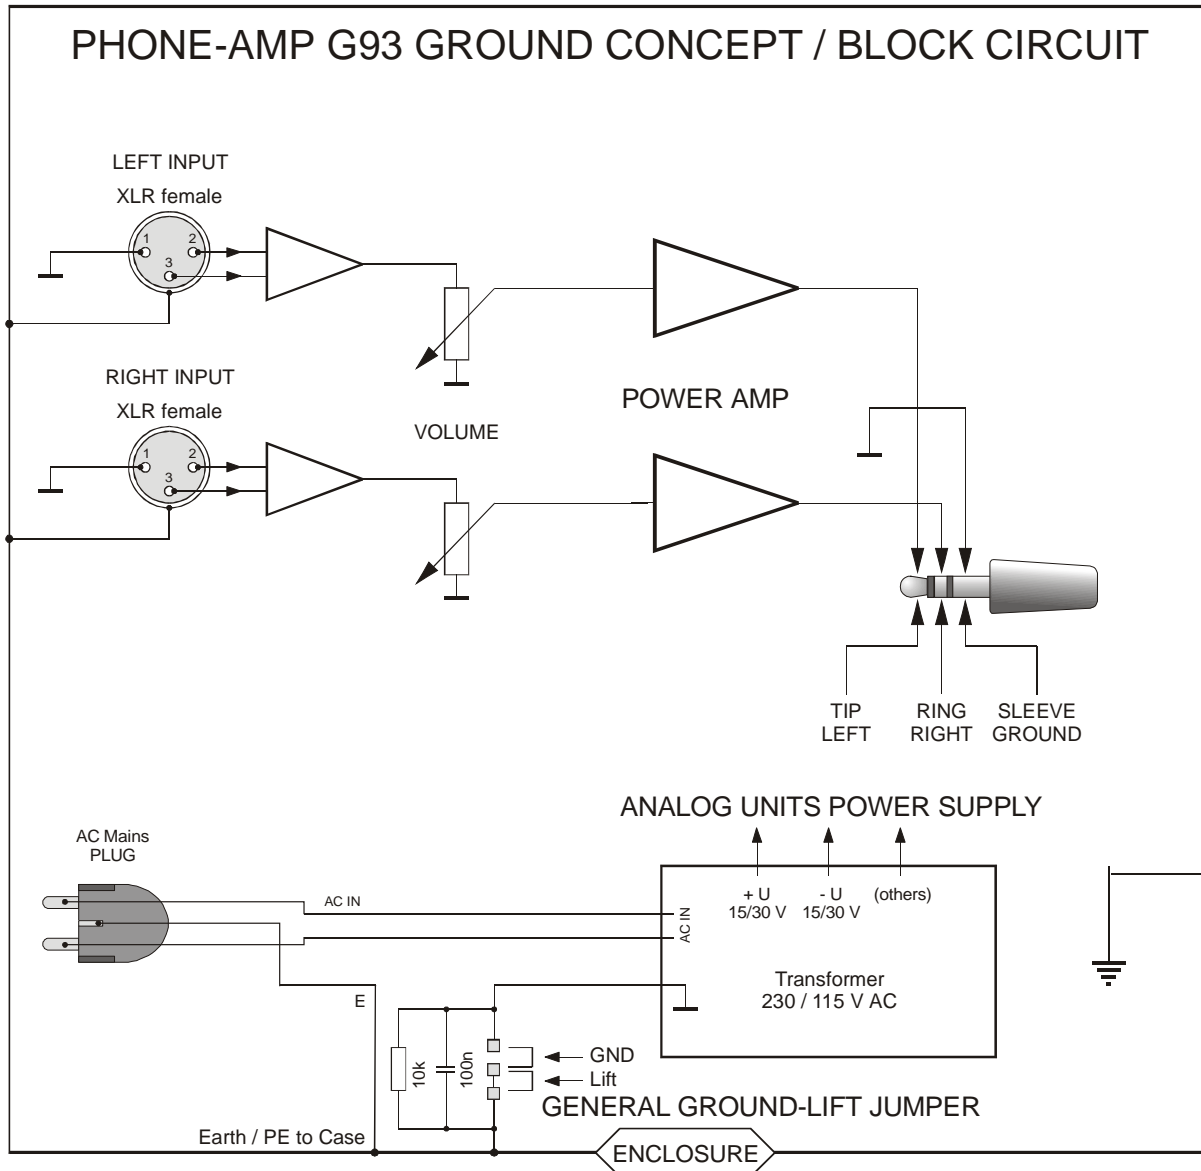 PHONE-AMP G93 GROUND CONCEPT / BLOCK CIRCUIT
LEFT INPUT
XLR female
1
2
3
RIGHT INPUT
XLR female
1
2
3
VOLUME
POWER AMP
TIP
LEFT
RING
RIGHT
SLEEVE
GROUND
ANALOG UNITS POWER SUPPLY
AC Mains
PLUG
AC IN
AC IN
+ U
15/30 V
- U
15/30 V
(others)
Transformer
230 / 115 V AC
E
10k
100n
GND
Lift
GENERAL GROUND-LIFT JUMPER
Earth / PE to Case
ENCLOSURE